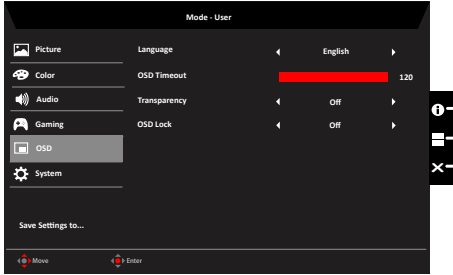 Mode - User
Picture
Language English
Color
OSD Timeout 120
Audio
Transparency Off
Gaming
OSD Lock Off
OSD
System
Save Settings to...
Move Enter